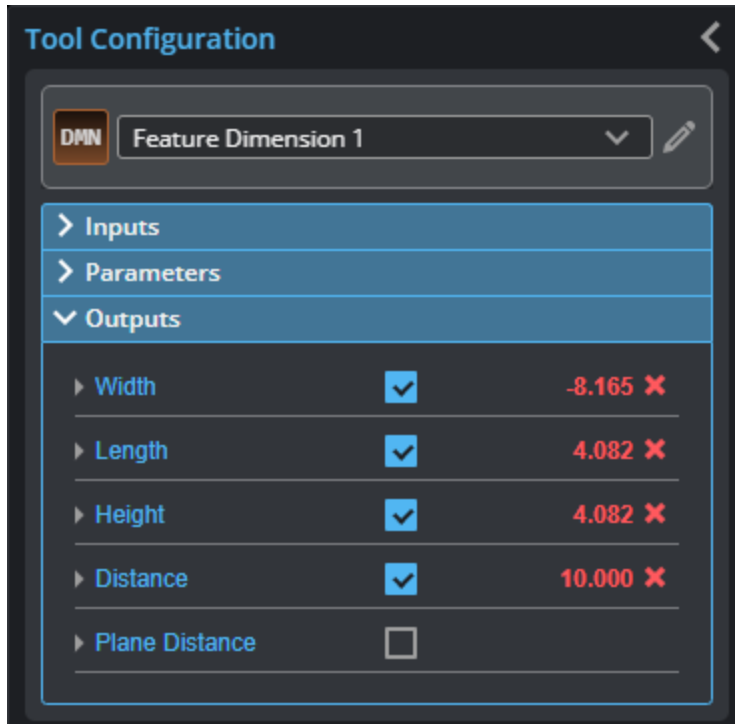 Tool Configuration
DMN Feature Dimension 1
Inputs
Parameters
Outputs
Width -8.165
Length 4.082
Height 4.082
Distance 10.000
Plane Distance